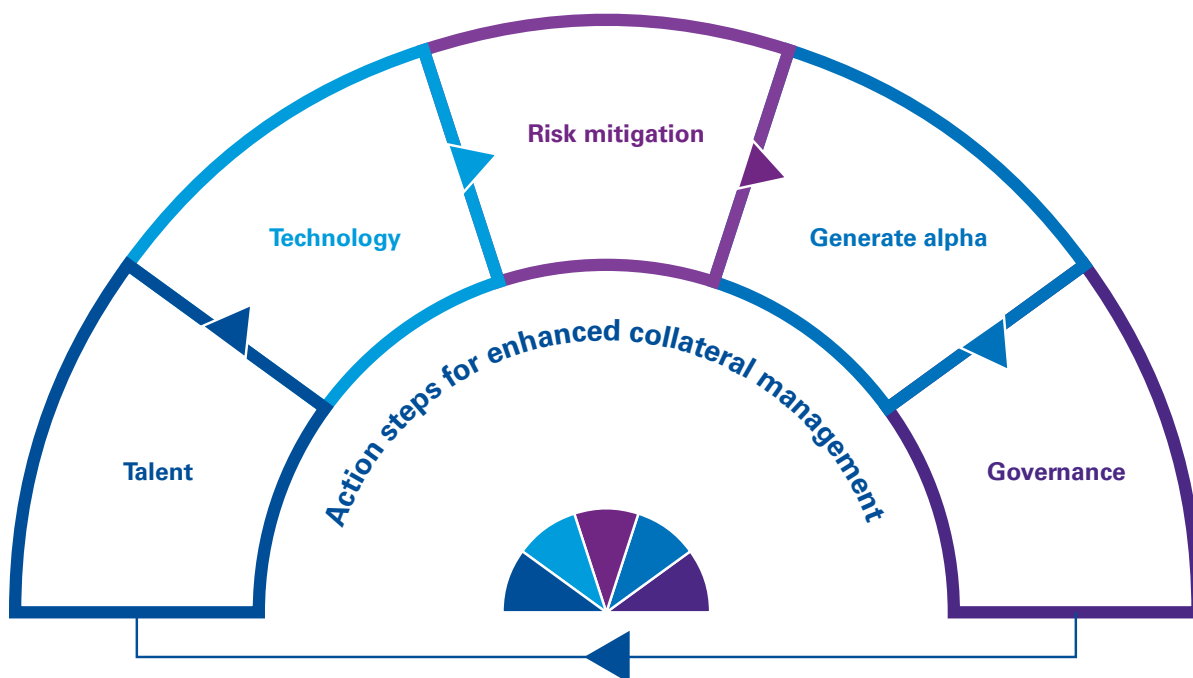 Risk mitigation
Technology
Generate alpha
Action steps for enhanced collateral management
Talent
Governance